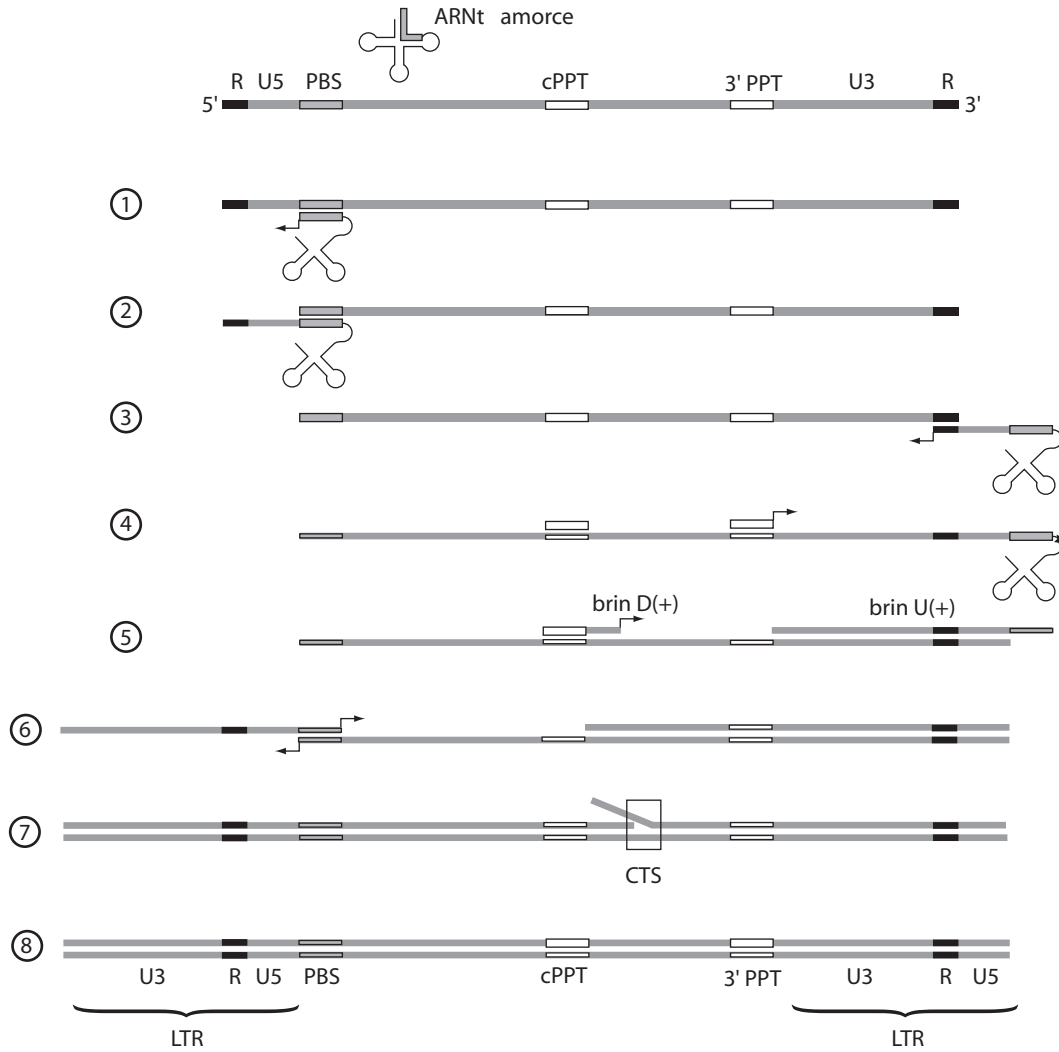 ARNt amorce
R U5 PBS cPPT 3' PPT U3 R
5' 3'
1
2
3
4
brin D(+) brin U(+)
5
6
7
CTS
8
U3 R U5 PBS cPPT 3' PPT U3 R U5
LTR LTR